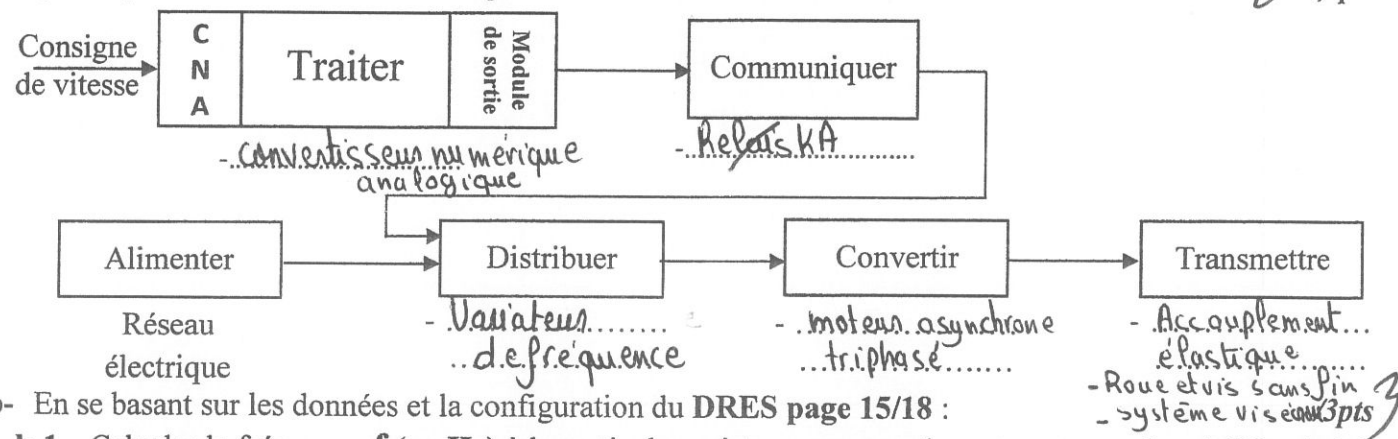 Consigne
de vitesse
C
N
A
Traiter
Module
de sortie
Communiquer
- convertisseur numérique
analogique
- Relais KA
Alimenter
Distribuer
Convertir
Transmettre
Réseau
électrique
- Variateur
de fréquence
- moteur asynchrone
triphasé
- Accouplement
élastique
- Roue et vis sans fin
- système vis 3pts
- En se basant sur les données et la configuration du DRES page 15/18 :